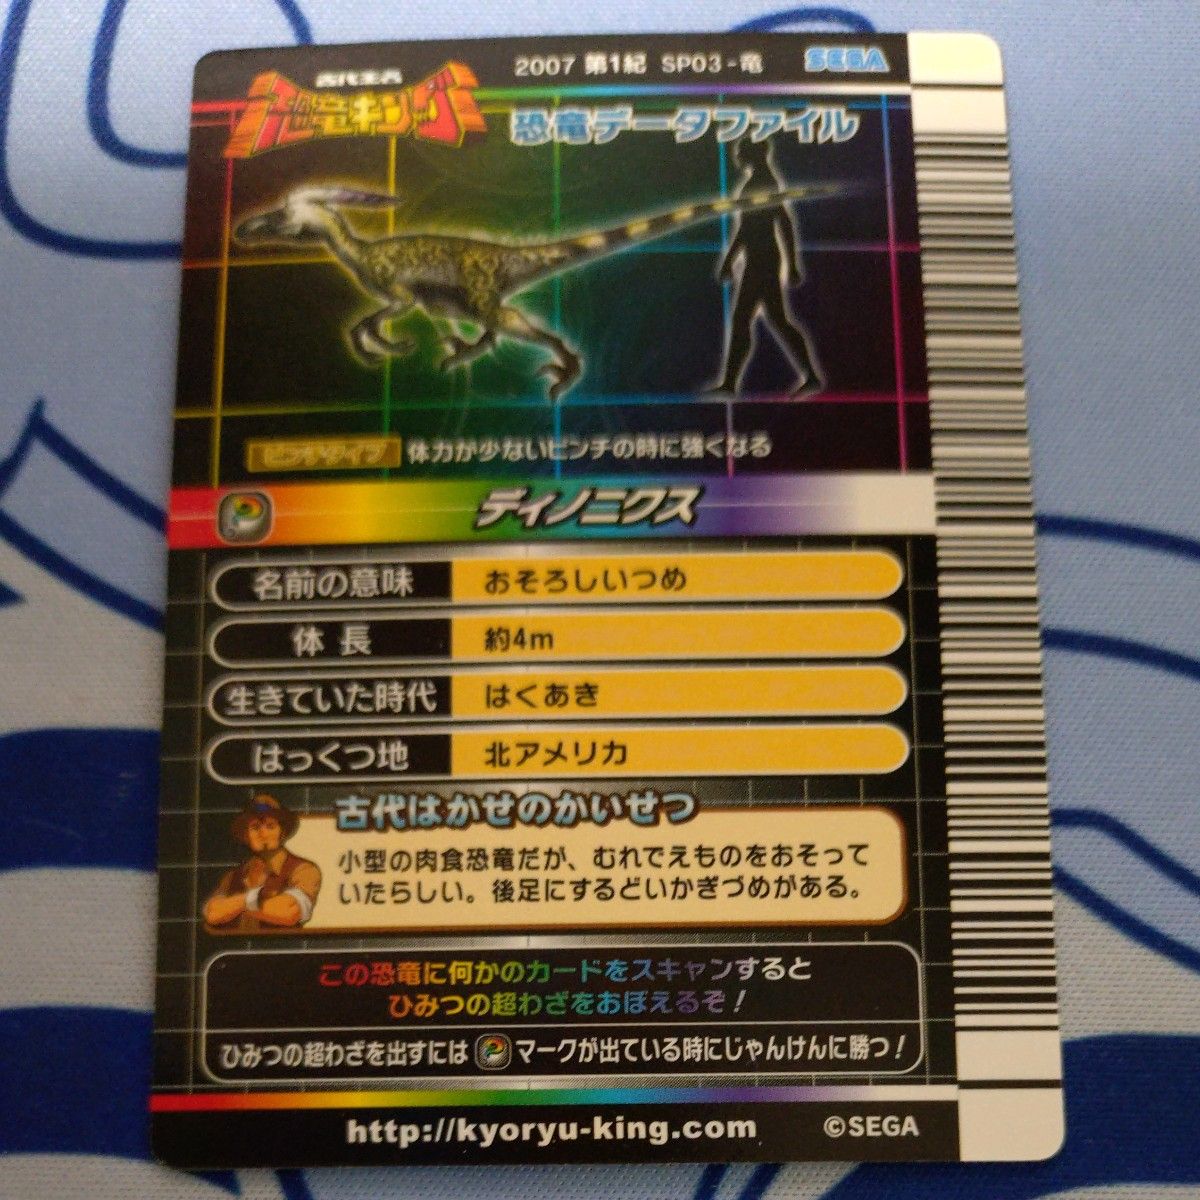 2007 第1紀 SP03-竜
SEGA
古代王者
恐竜キング
恐竜データファイル
ピンチタイプ 体力が少ないピンチの時に強くなる
ディノニクス
名前の意味 おそろしいつめ
体長 約4m
生きていた時代 はくあき
はっくつ地 北アメリカ
古代はかせのかいせつ
小型の肉食恐竜だが、むれでえものをおそって
いたらしい。後足にするどいかぎづめがある。
この恐竜に何かのカードをスキャンすると
ひみつの超わざをおぼえるぞ！
ひみつの超わざを出すには マークが出ている時にじゃんけんに勝つ！
http://kyoryu-king.com
©SEGA